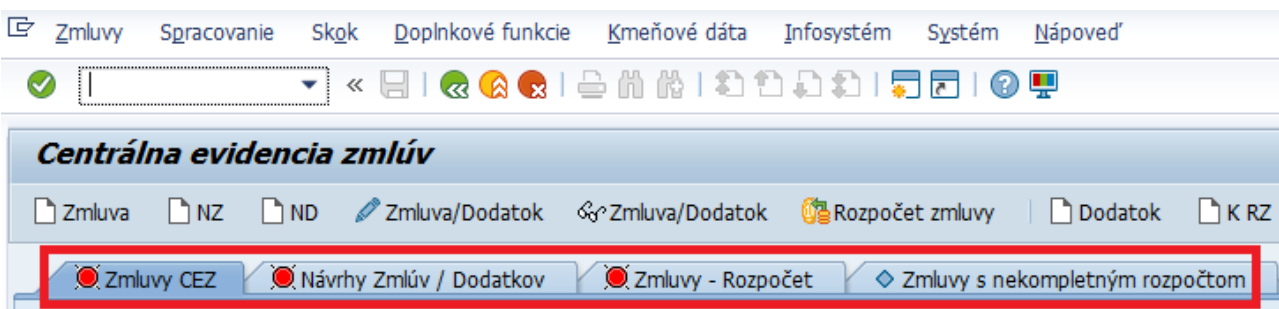 Zmluvy Spracovanie Skok Doplnkové funkcie Kmeňové dáta Infosystém Systém Nápoveď
Centrálna evidencia zmlúv
Zmluva NZ ND Zmluva/Dodatok Zmluva/Dodatok Rozpočet zmluvy Dodatok K RZ
Zmluvy CEZ Návrhy Zmlúv / Dodatkov Zmluvy - Rozpočet Zmluvy s nekompletným rozpočtom